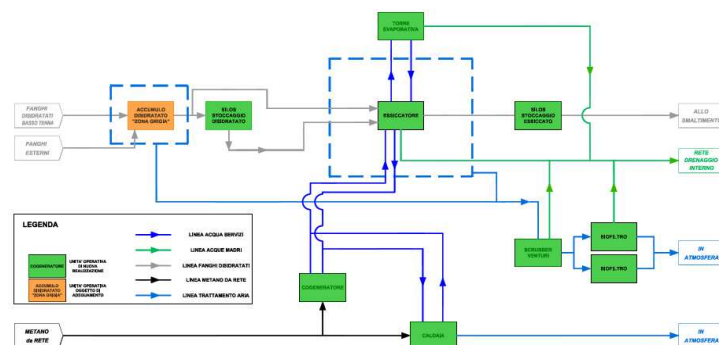 TORRE
EVAPORATIVA
FANGHI
DISIDRATATI
BASSO TENNA
ACCUMULO
DISIDRATATO
"ZONA GRIGIA"
SILOS
STOCCAGGIO
DISIDRATATO
ESSICCATORE
SILOS
STOCCAGGIO
ESSICCATO
ALLO
SMALTIMENTO
FANGHI
ESTERNI
RETE
DRENAGGIO
INTERNO
LEGENDA
COGENERATORE
UNITA' OPERATIVA
DI NUOVA
REALIZZAZIONE
ACCUMULO
DISIDRATATO
"ZONA GRIGIA"
UNITA' OPERATIVA
OGGETTO DI
ADEGUAMENTO
LINEA ACQUA SERVIZI
LINEA ACQUE MADRI
LINEA FANGHI DISIDRATATI
LINEA METANO DA RETE
LINEA TRATTAMENTO ARIA
SCRUBBER
VENTURI
BIOFILTRO
BIOFILTRO
IN
ATMOSFERA
COGENERATORE
METANO
da RETE
CALDAIA
IN
ATMOSFERA